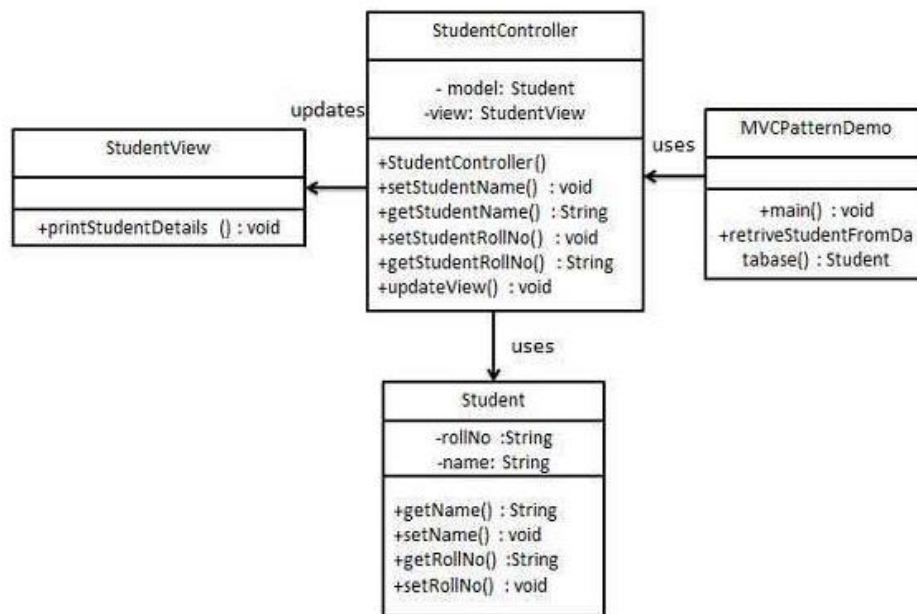 StudentController
- model: Student
-view: StudentView
+StudentController()
+setStudentName() : void
+getStudentName() : String
+setStudentRollNo() : void
+getStudentRollNo() : String
+updateView() : void
updates
StudentView
+printStudentDetails () : void
uses
MVCPatternDemo
+main() : void
+retriveStudentFromDa
tabase() : Student
uses
Student
-rollNo :String
-name: String
+getName() : String
+setName() : void
+getRollNo() :String
+setRollNo() : void